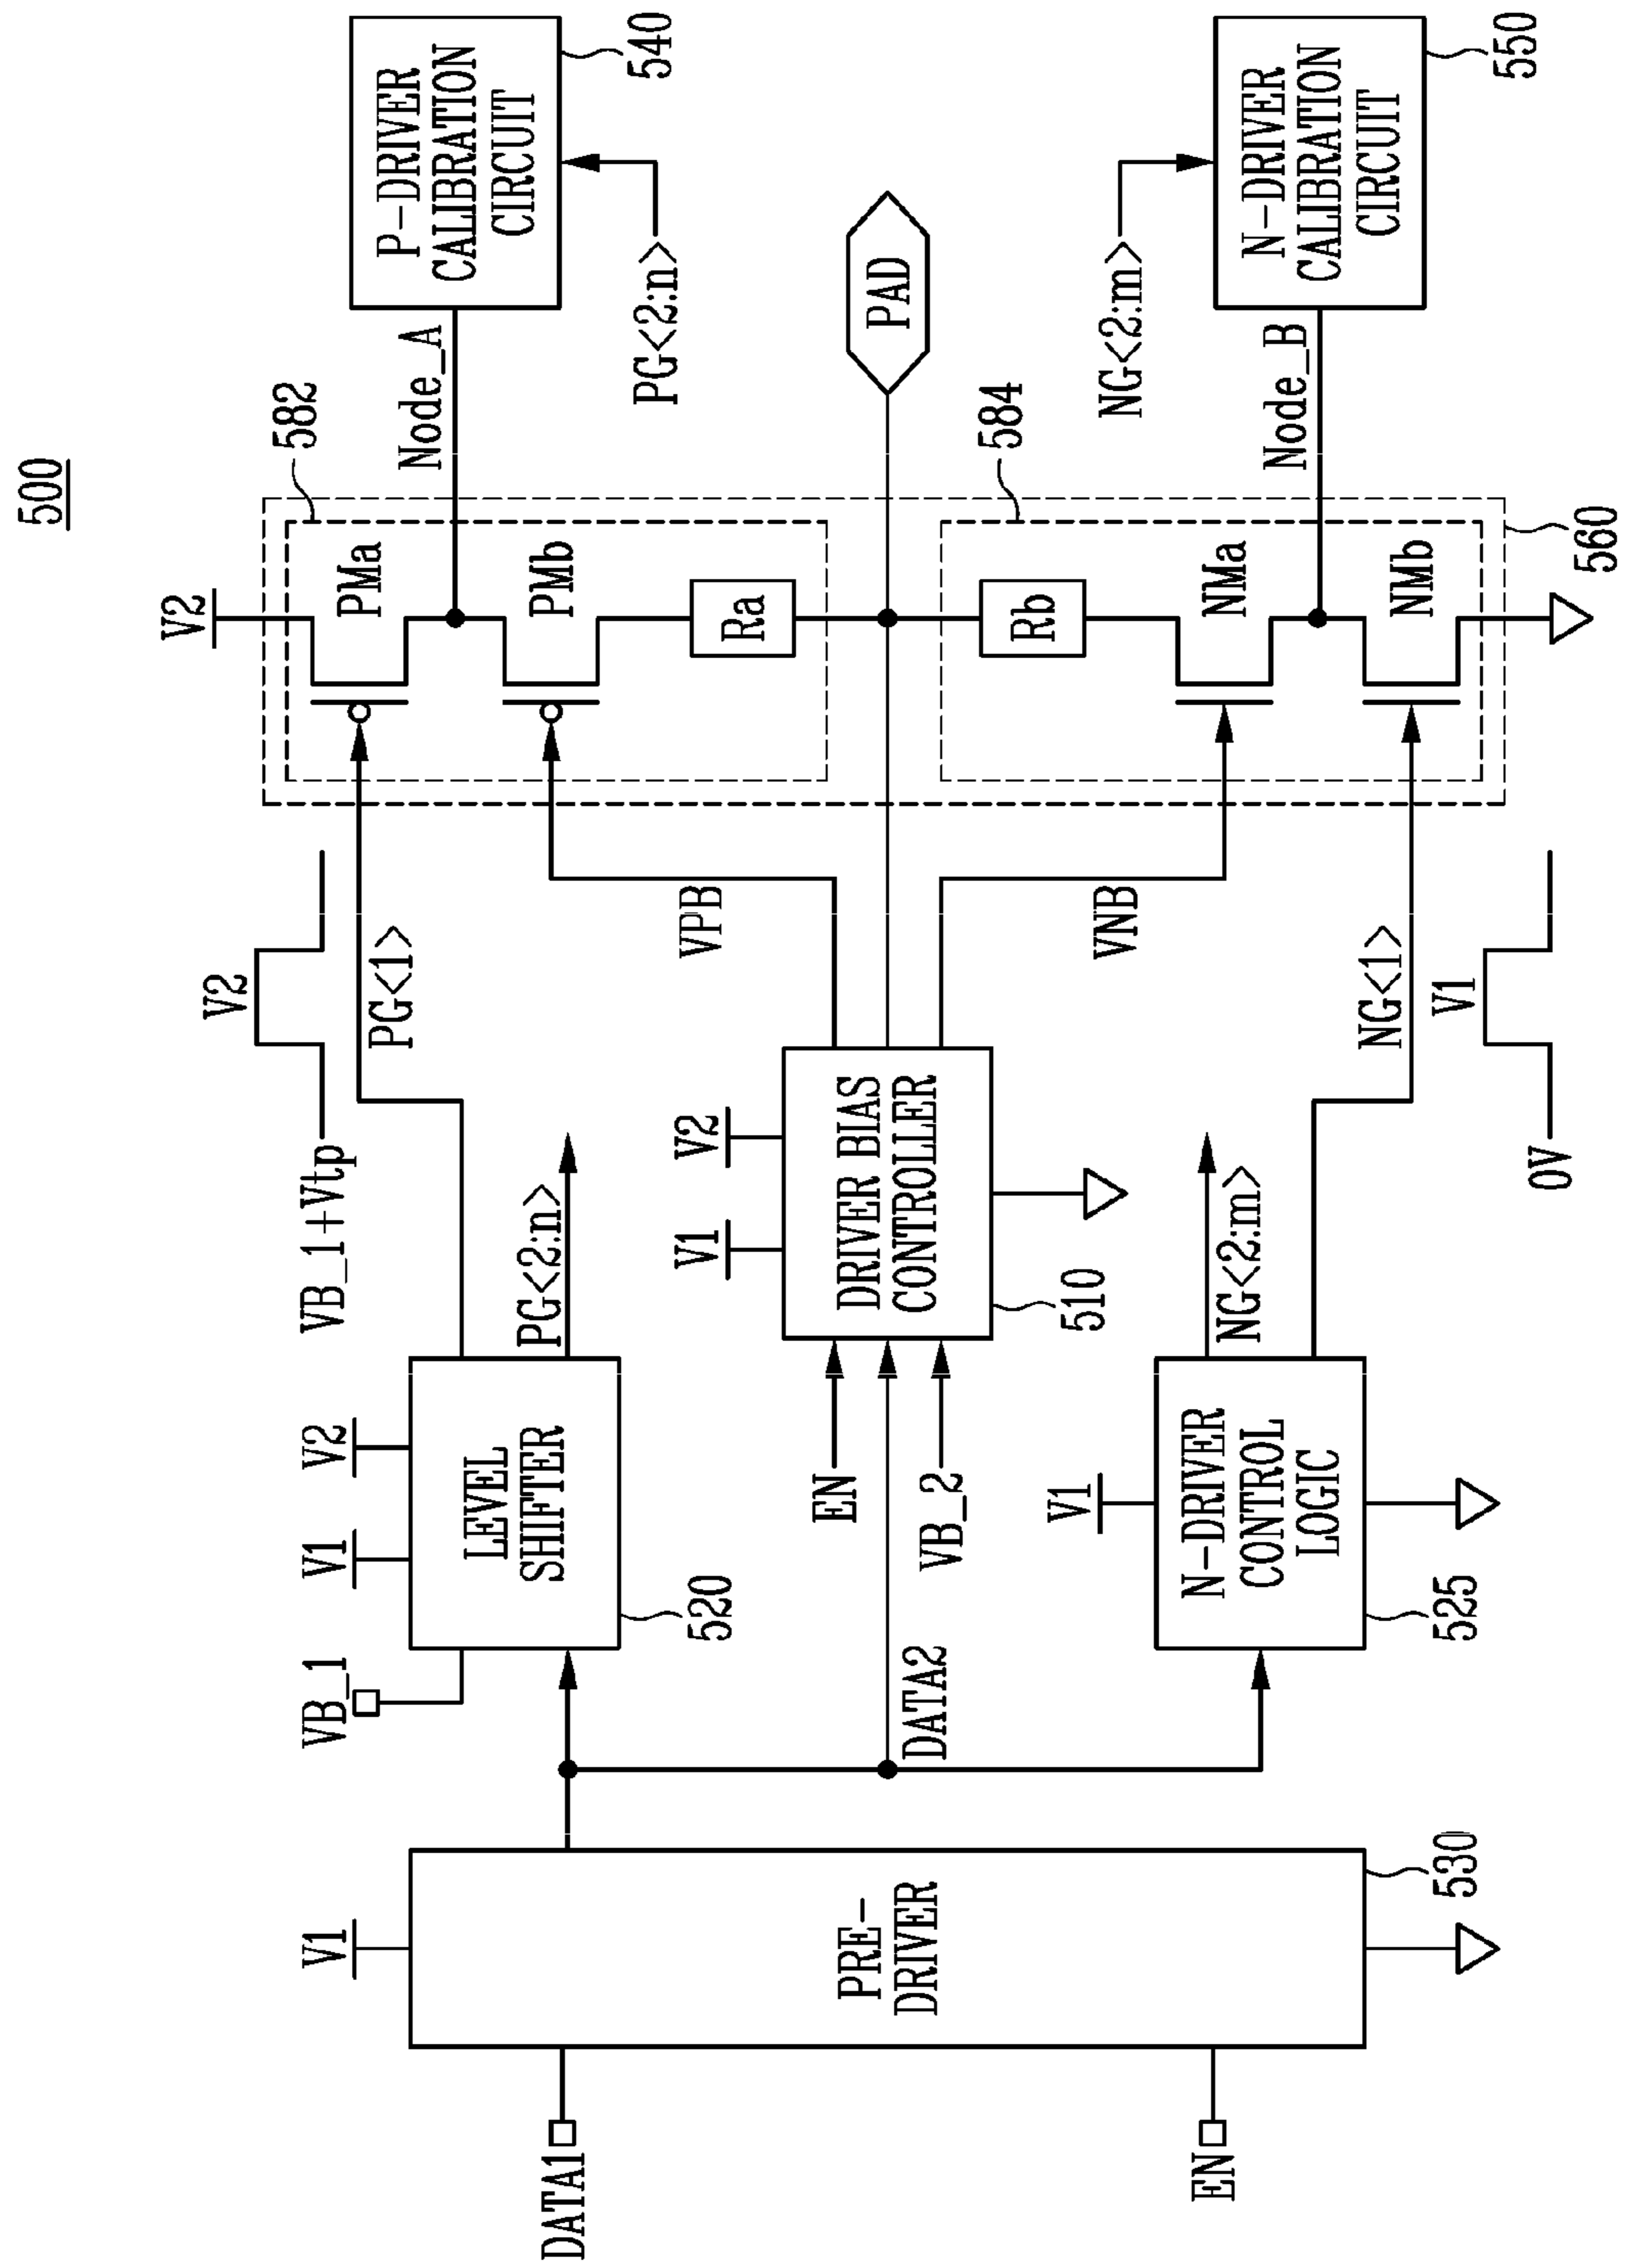 500
V2
582
PMa
Node_A
P-DRIVER
CALIBRATION
CIRCUIT
540
PG<2:n>
PMb
Ra
V2
VB_1+Vtp
PG<1>
VB_1
V1
V2
LEVEL
SHIFTER
520
PG<2:n>
VPB
PAD
V1
V2
DRIVER BIAS
CONTROLLER
510
EN
VB_2
DATA2
DATA1
V1
PRE-
DRIVER
530
EN
V1
N-DRIVER
CONTROL
LOGIC
525
NG<2:m>
VNB
NG<1>
V1
0V
584
Rb
NMa
NMb
Node_B
NG<2:m>
N-DRIVER
CALIBRATION
CIRCUIT
550
560